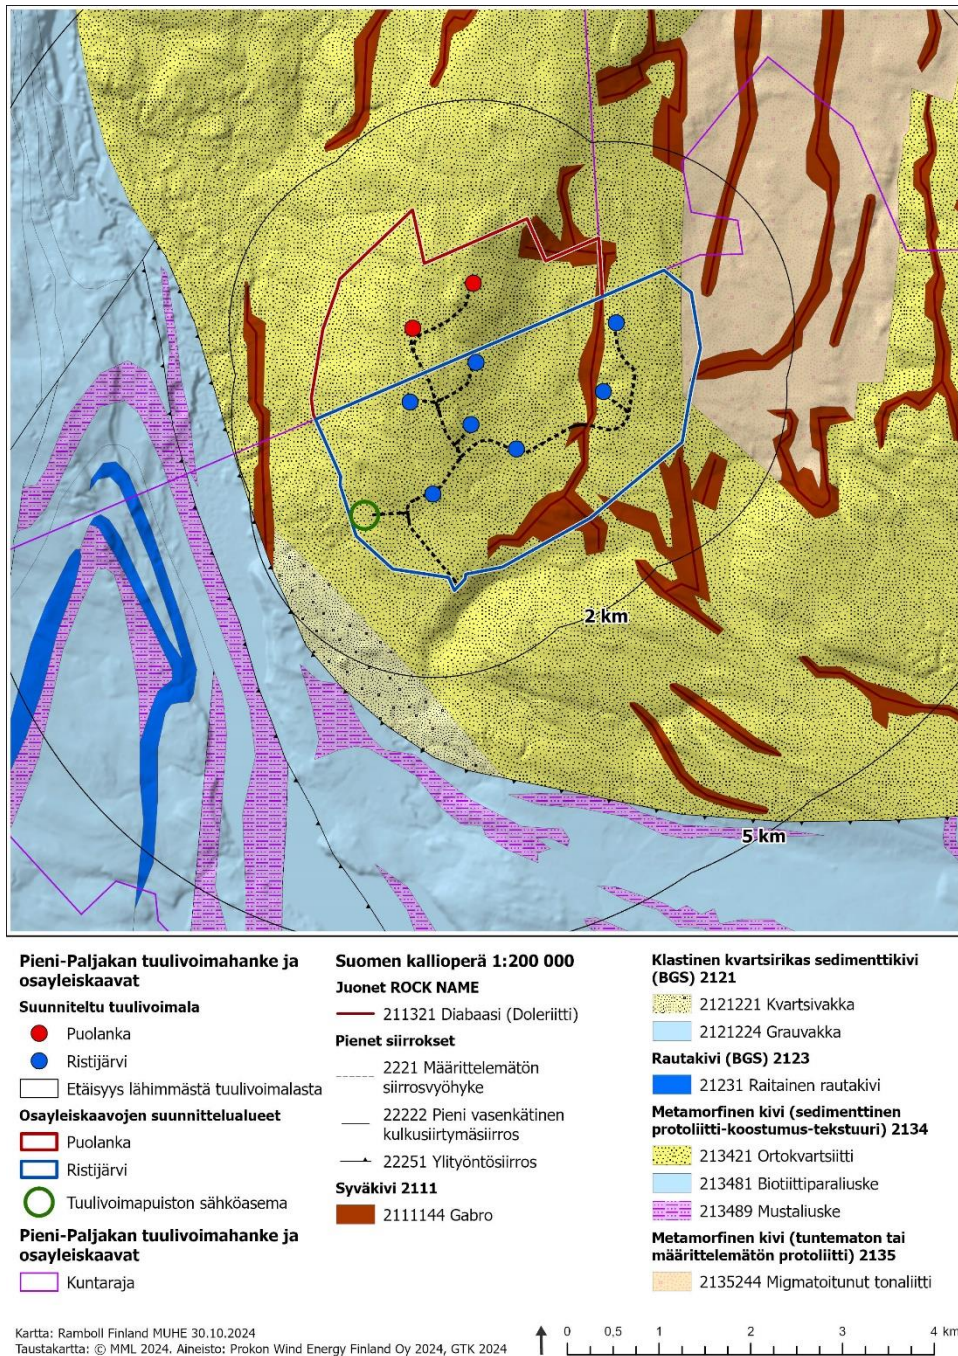 2 km
5 km
Pieni-Paljakan tuulivoimahanke ja
osayleiskaavat
Suunniteltu tuulivoimala
Puolanka
Ristijärvi
Etäisyys lähimmästä tuulivoimalasta
Osayleiskaavojen suunnittelualueet
Puolanka
Ristijärvi
Tuulivoimapuiston sähköasema
Pieni-Paljakan tuulivoimahanke ja
osayleiskaavat
Kuntaraja
Suomen kallioperä 1:200 000
Juonet ROCK NAME
211321 Diabaasi (Doleriitti)
Pienet siirrokset
2221 Määrittelemätön
siirrosvyöhyke
22222 Pieni vasenkätinen
kulkusiirtymäsiirros
22251 Ylityöntösiirros
Syväkivi 2111
2111144 Gabro
Klastinen kvartsirikas sedimenttikivi
(BGS) 2121
2121221 Kvartsivakka
2121224 Grauvakka
Rautakivi (BGS) 2123
21231 Raitainen rautakivi
Metamorfinen kivi (sedimenttinen
protoliitti-koostumus-tekstuuri) 2134
213421 Ortokvartsiitti
213481 Biotiittiparaliuske
213489 Mustaliuske
Metamorfinen kivi (tuntematon tai
määrittelemätön protoliitti) 2135
2135244 Migmatoitunut tonaliitti
Kartta: Ramboll Finland MUHE 30.10.2024
Taustakartta: © MML 2024. Aineisto: Prokon Wind Energy Finland Oy 2024, GTK 2024
0 0,5 1 2 3 4 km